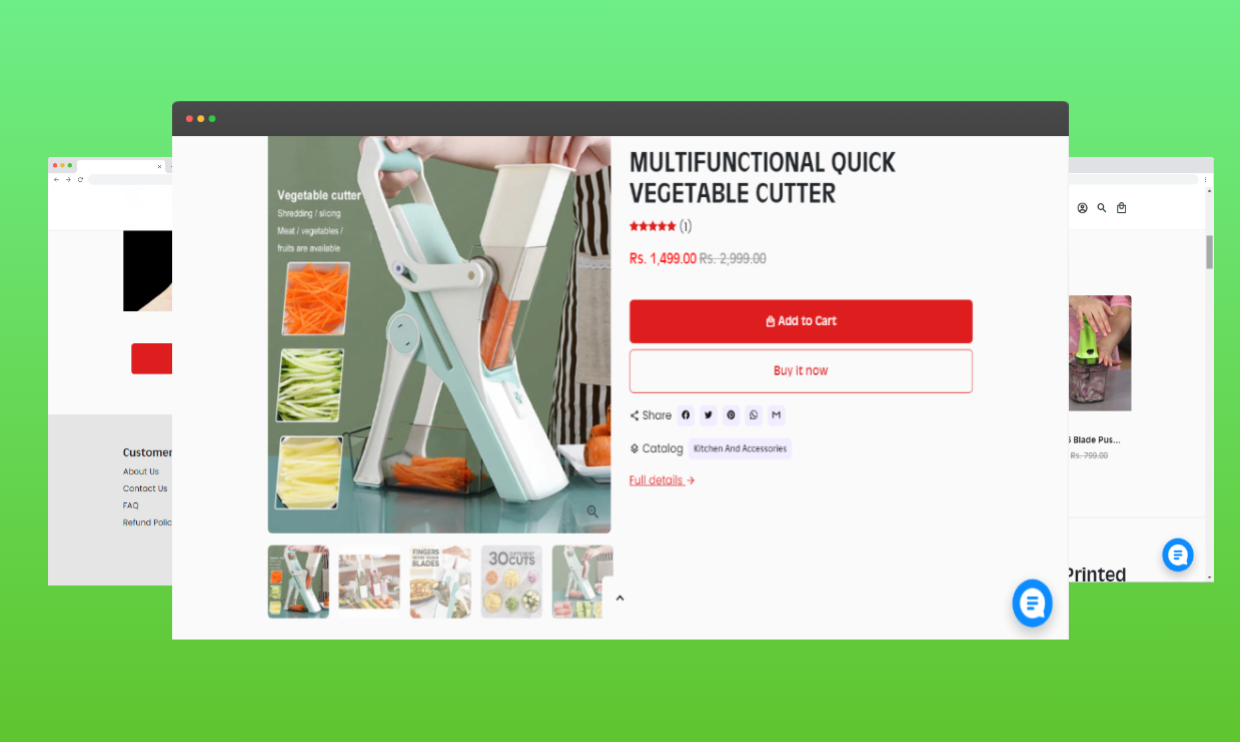 MULTIFUNCTIONAL QUICK
VEGETABLE CUTTER
(1)
Rs. 1,499.00 Rs. 2,999.00
Add to Cart
Buy it now
Share
Catalog Kitchen And Accessories
Full details →
Vegetable cutter
Shredding / slicing
Meat / vegetables /
fruits are available
FINGERS
BLADES
30 DIFFERENT
CUTS
Customer
About Us
Contact Us
FAQ
Refund Polic
Blade Pus...
Rs. 799.00
Printed